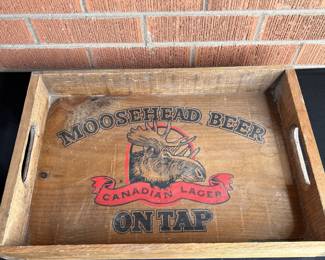 MOOSEHEAD BEER
CANADIAN LAGER
ON TAP